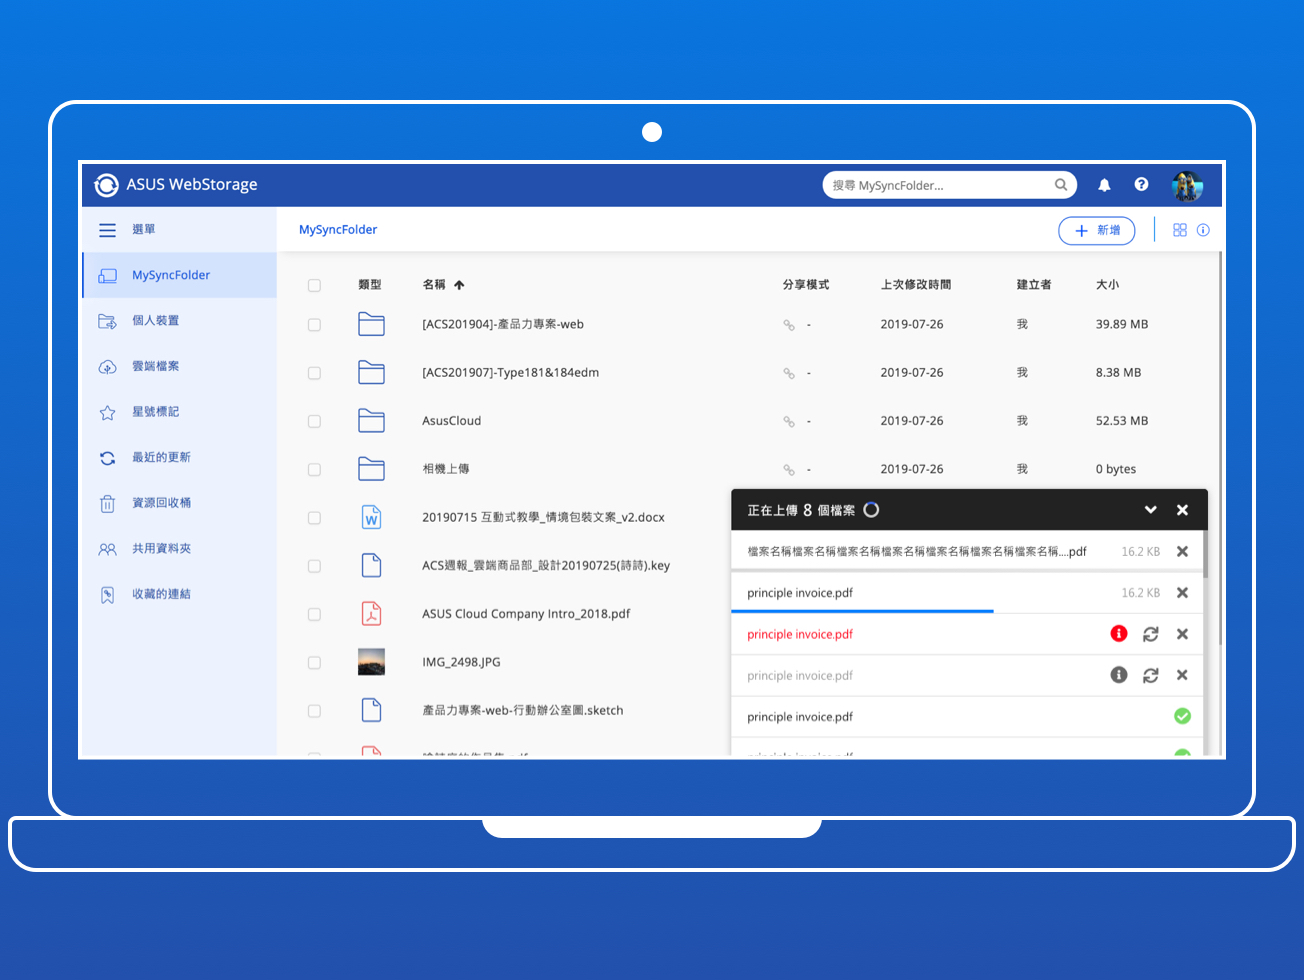 ASUS WebStorage
搜尋 MySyncFolder...
選單
MySyncFolder
新增
MySyncFolder
個人裝置
雲端檔案
星號標記
最近的更新
資源回收桶
共用資料夾
收藏的連結
類型 名稱 分享模式 上次修改時間 建立者 大小
[ACS201904]-產品力專案-web - 2019-07-26 我 39.89 MB
[ACS201907]-Type181&184edm - 2019-07-26 我 8.38 MB
AsusCloud - 2019-07-26 我 52.53 MB
相機上傳 - 2019-07-26 我 0 bytes
20190715 互動式教學_情境包裝文案_v2.docx
ACS週報_雲端商品部_設計20190725(詩詩).key
ASUS Cloud Company Intro_2018.pdf
IMG_2498.JPG
產品力專案-web-行動辦公室圖.sketch
正在上傳 8 個檔案
檔案名稱檔案名稱檔案名稱檔案名稱檔案名稱檔案名稱檔案名稱....pdf 16.2 KB
principle invoice.pdf 16.2 KB
principle invoice.pdf
principle invoice.pdf
principle invoice.pdf
principle invoice.pdf